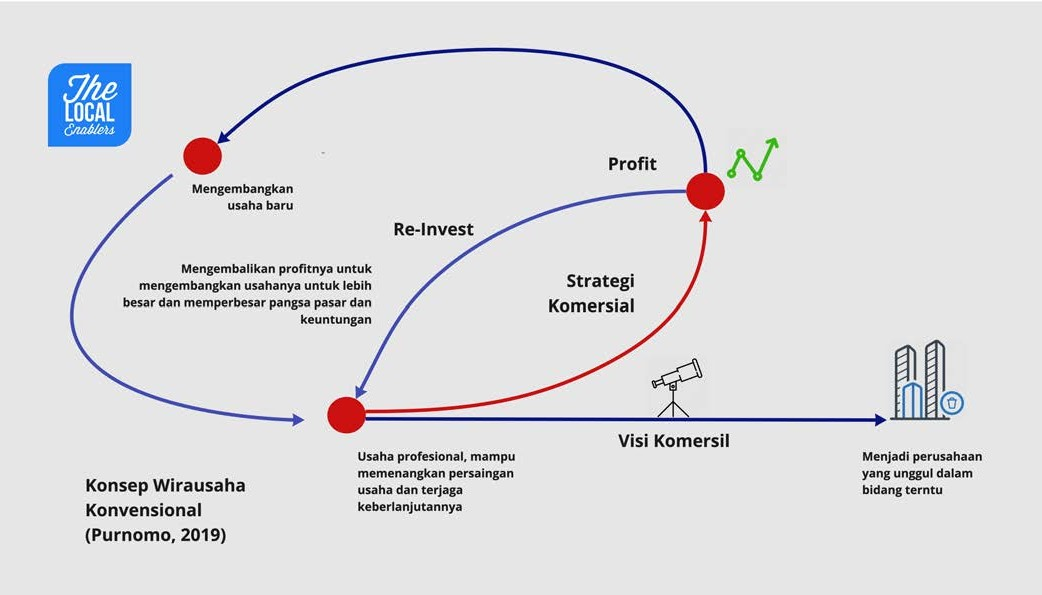 The
LOCAL
Enablers
Mengembangkan
usaha baru
Profit
Re-Invest
Mengembalikan profitnya untuk
mengembangkan usahanya untuk lebih
besar dan memperbesar pangsa pasar dan
keuntungan
Strategi
Komersial
Visi Komersil
Usaha profesional, mampu
memenangkan persaingan
usaha dan terjaga
keberlanjutannya
Menjadi perusahaan
yang unggul dalam
bidang terntu
Konsep Wirausaha
Konvensional
(Purnomo, 2019)